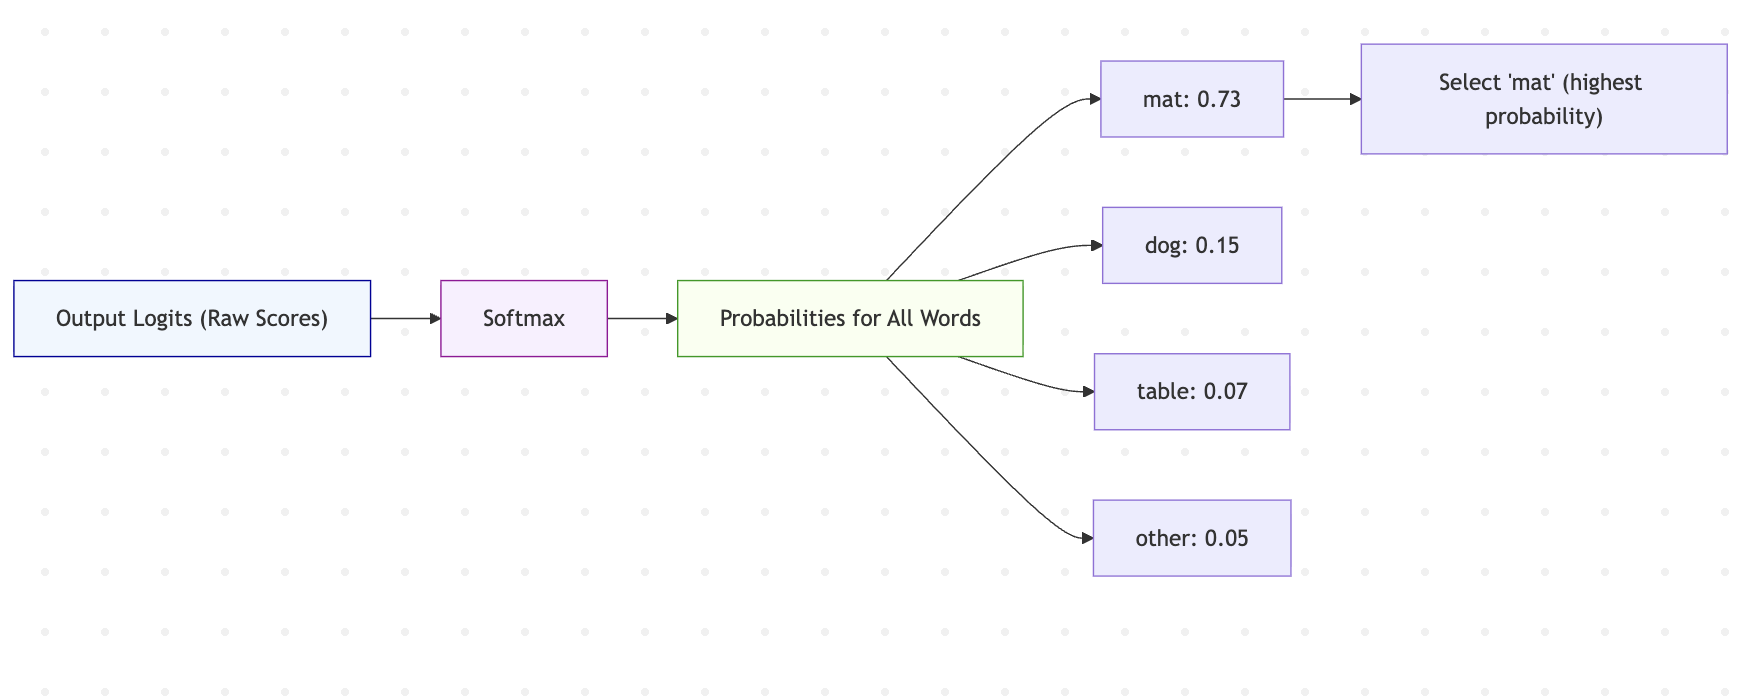 Output Logits (Raw Scores)
Softmax
Probabilities for All Words
mat: 0.73
Select 'mat' (highest
probability)
dog: 0.15
table: 0.07
other: 0.05